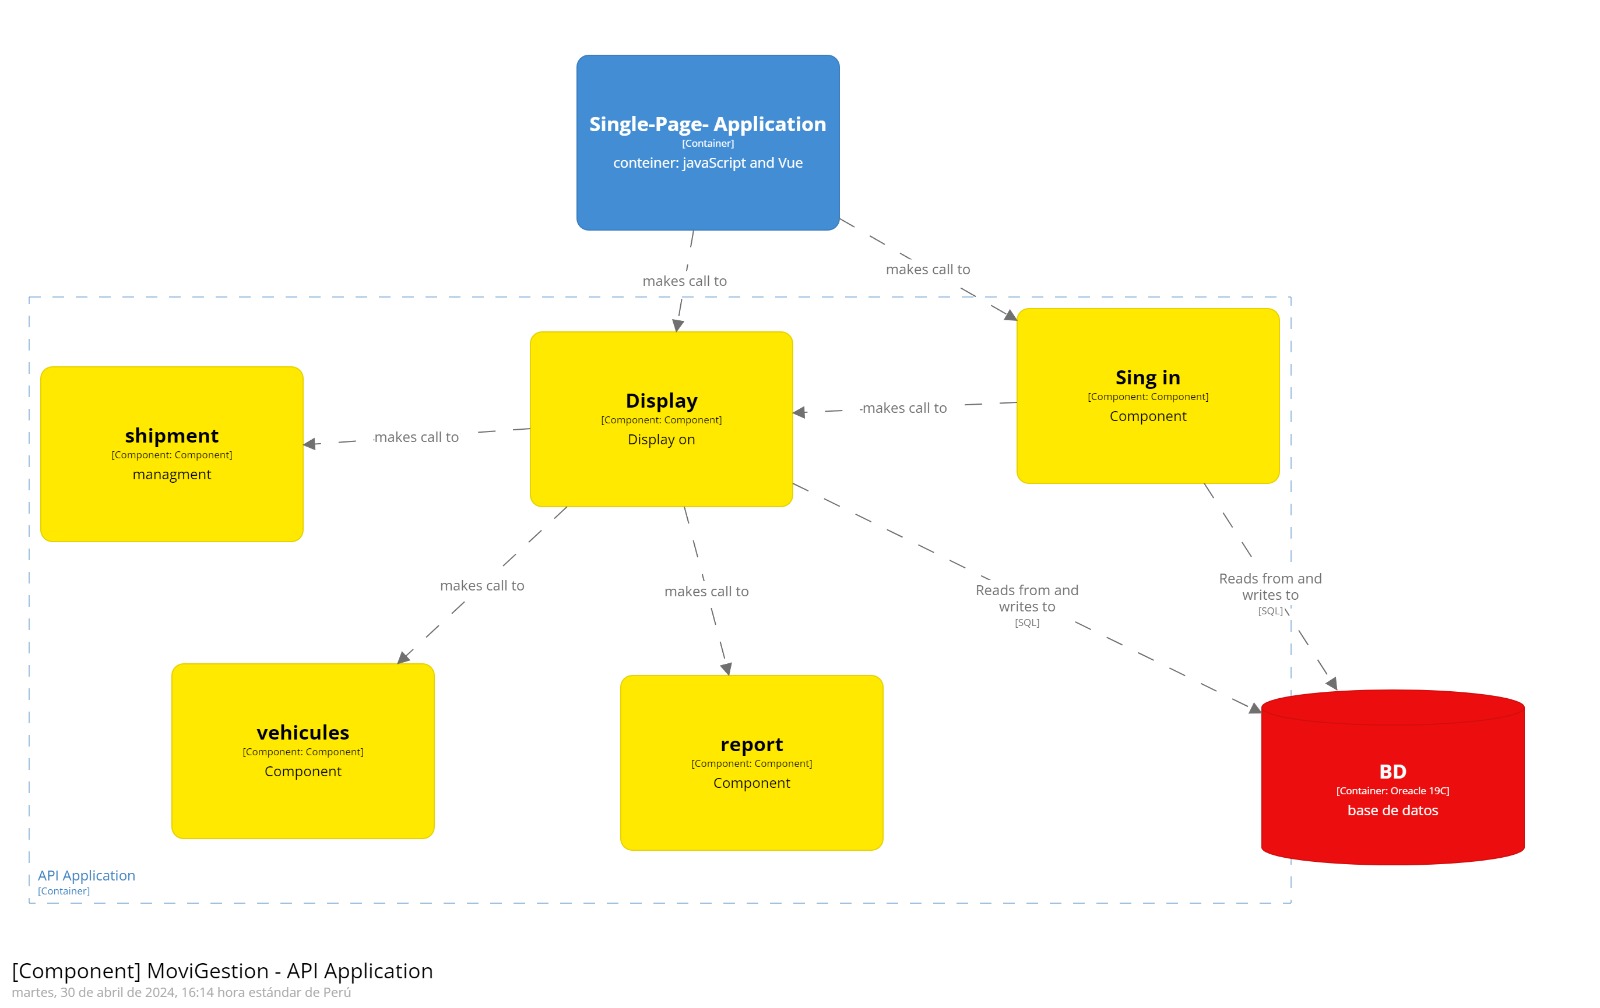 Single-Page- Application
[Container]
conteiner: javaScript and Vue
makes call to
makes call to
Sing in
[Component: Component]
Component
Display
[Component: Component]
Display on
-makes call to
shipment
[Component: Component]
managment
makes call to
makes call to
makes call to
Reads from and
writes to
[SQL]
Reads from and
writes to
[SQL]
vehicules
[Component: Component]
Component
report
[Component: Component]
Component
BD
[Container: Oreacle 19C]
base de datos
API Application
[Container]
[Component] MoviGestion - API Application
martes, 30 de abril de 2024, 16:14 hora estándar de Perú